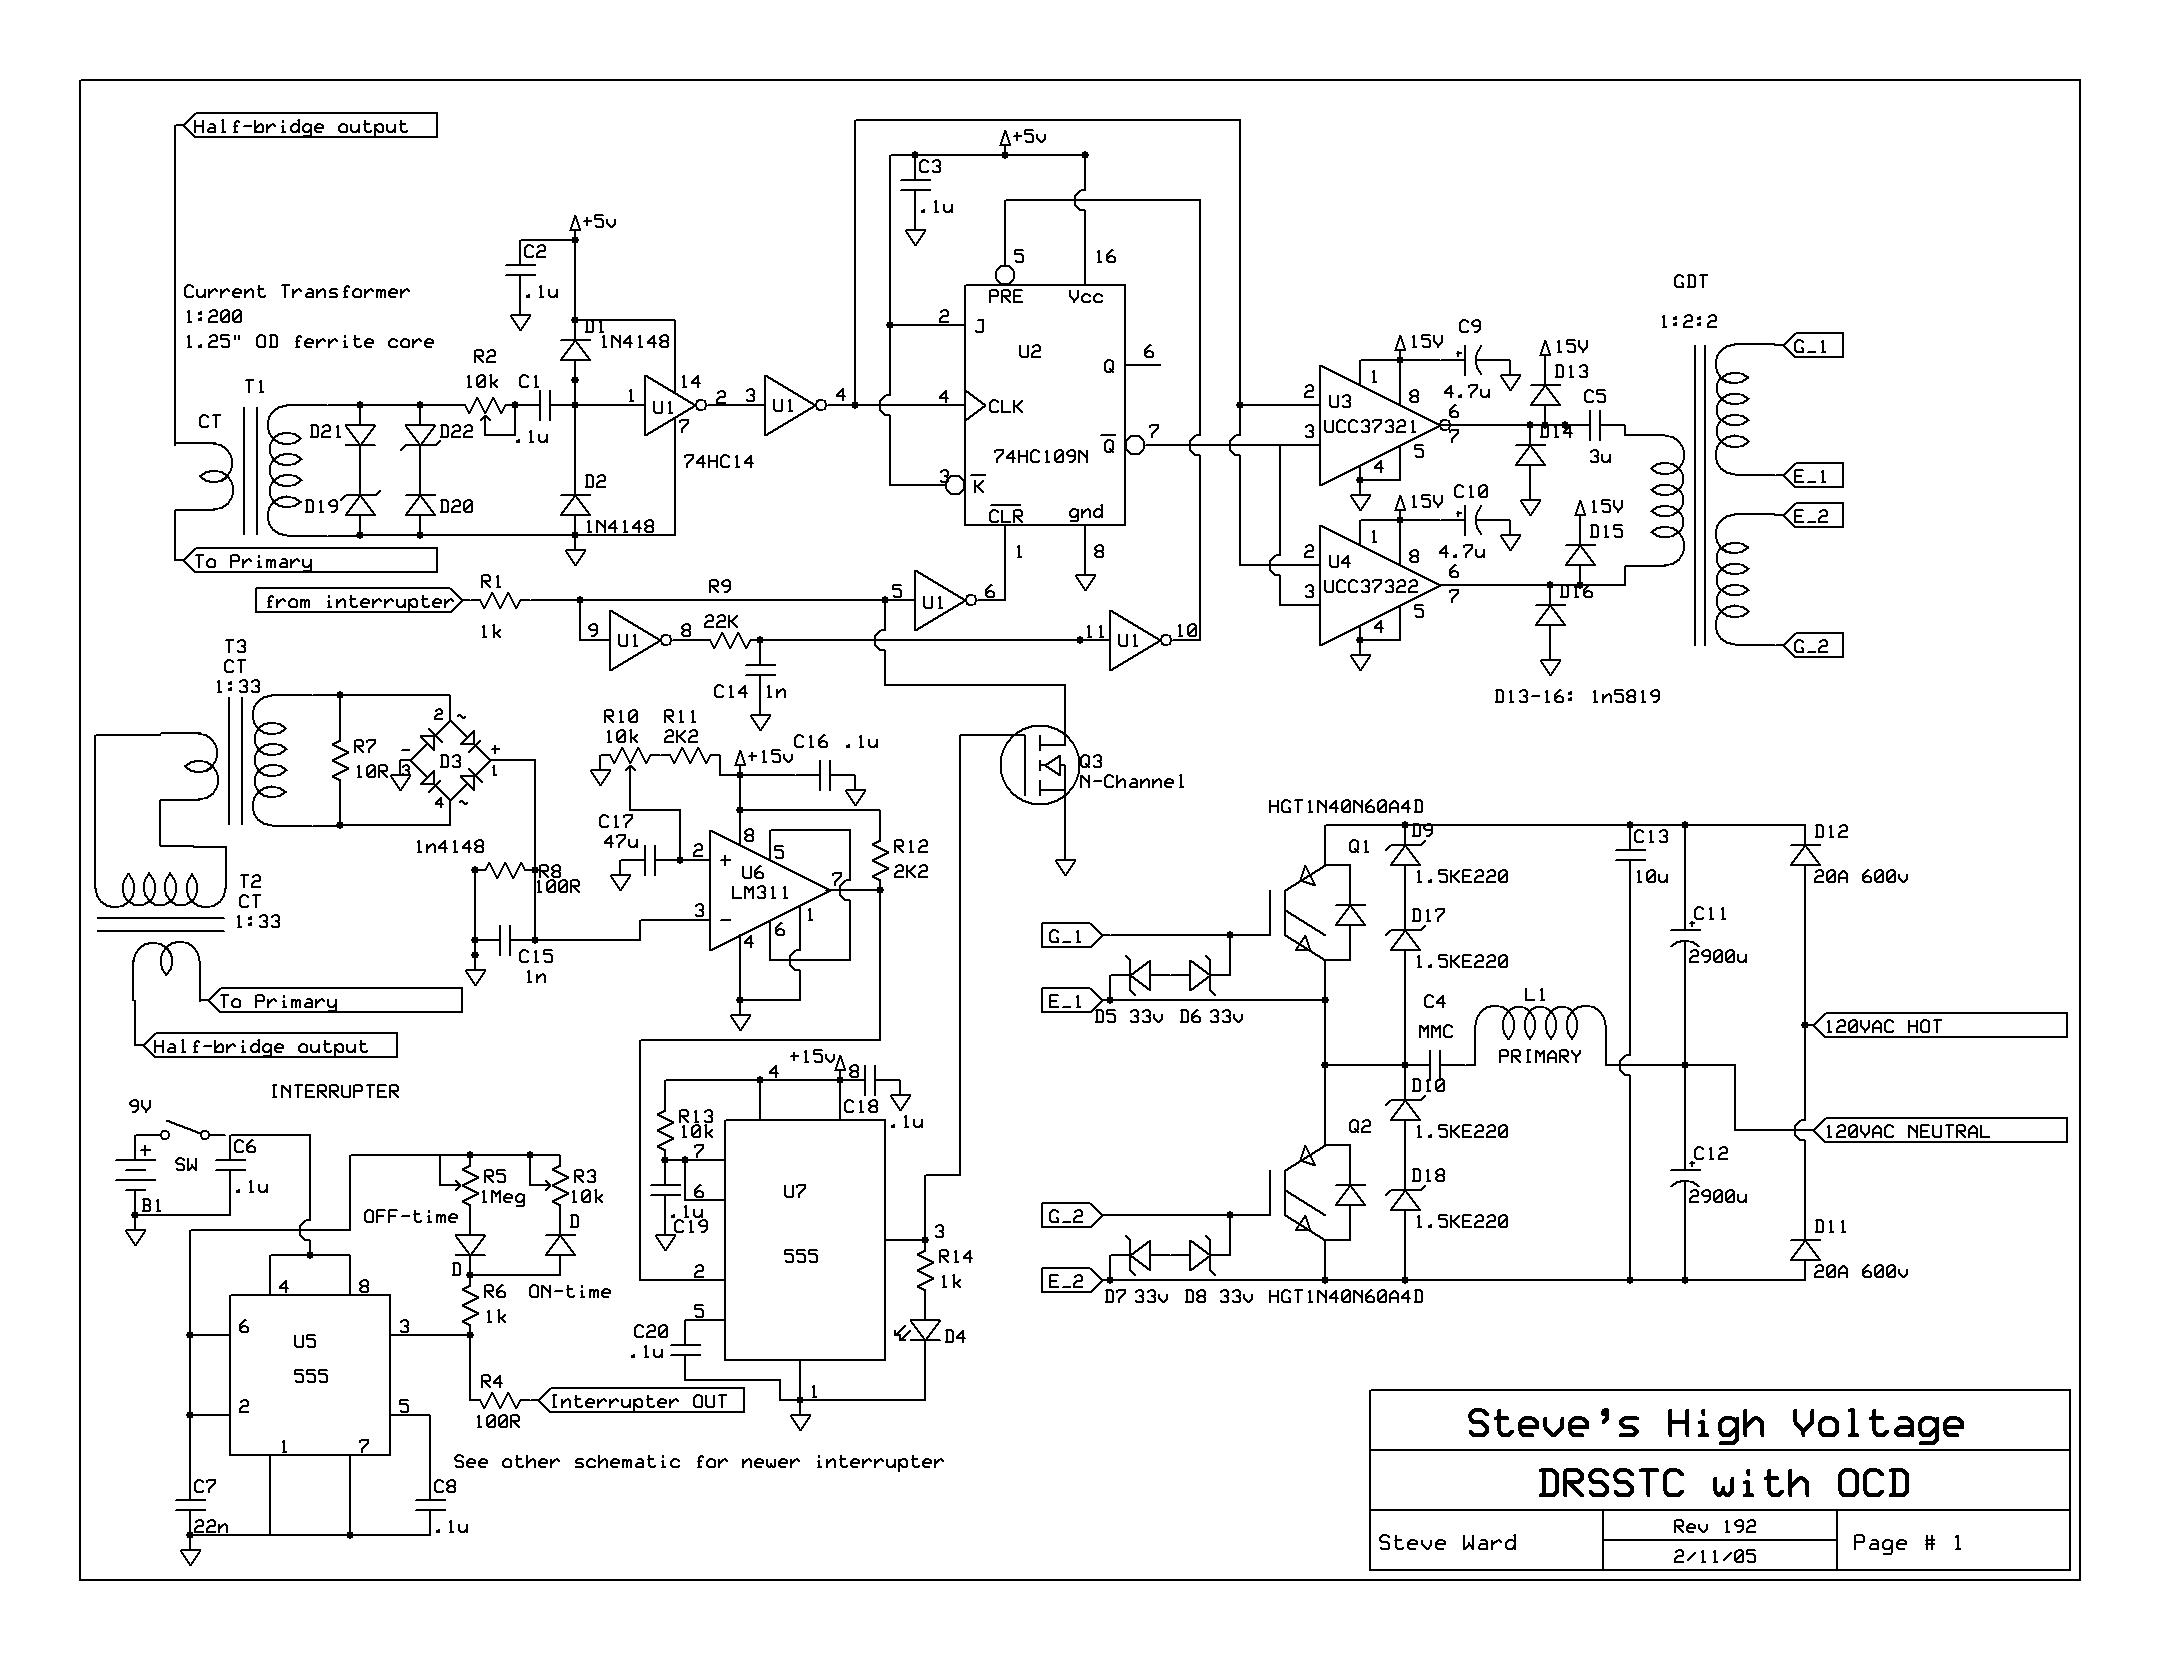 Half-bridge output
Current Transformer
1:200
1.25" OD ferrite core
T1
CT
To Primary
D21
D22
D19
D20
R2
10k
C1
.1u
C2
.1u
+5v
D1
1N4148
D2
1N4148
1
U1
14
7
2
74HC14
3
U1
4
+5v
C3
.1u
5
16
PRE
Vcc
2
J
U2
Q
6
4
CLK
74HC109N
Q
7
3
K
CLR
gnd
1
8
from interrupter
R1
1k
R9
22K
9
U1
8
C14
1n
5
U1
6
11
U1
10
2
3
U3
UCC37321
1
8
15V
C9
4.7u
6
7
4
5
15V
D13
D14
C5
3u
2
3
U4
UCC37322
1
8
15V
C10
4.7u
6
7
4
5
15V
D15
D16
D13-16: 1n5819
GDT
1:2:2
G_1
E_1
E_2
G_2
T3
CT
1:33
R7
10R
2
~
-
3
D3
+
1
4
~
1n4148
T2
CT
1:33
To Primary
Half-bridge output
R8
100R
C15
1n
R10
10k
R11
2K2
+15v
C16 .1u
C17
47u
2
+
8
5
U6
LM311
7
3
-
4
6
1
R12
2K2
Q3
N-Channel
HGT1N40N60A4D
Q1
D9
1.5KE220
D17
1.5KE220
G_1
E_1
D5 33v
D6 33v
C4
MMC
L1
PRIMARY
C13
10u
C11
+
2900u
D12
20A 600v
120VAC HOT
120VAC NEUTRAL
D10
1.5KE220
Q2
D18
1.5KE220
G_2
E_2
D7 33v
D8 33v
HGT1N40N60A4D
C12
+
2900u
D11
20A 600v
INTERRUPTER
9V
+
B1
SW
C6
.1u
OFF-time
R5
1Meg
R3
10k
D
D
ON-time
R6
1k
4
8
6
U5
555
3
2
5
1
7
R4
100R
Interrupter OUT
C7
22n
C8
.1u
See other schematic for newer interrupter
+15v
4
8
C18
.1u
R13
10k
7
6
.1u
C19
U7
555
2
5
3
1
C20
.1u
R14
1k
D4
Steve's High Voltage
DRSSTC with OCD
Steve Ward
Rev 192
2/11/05
Page # 1